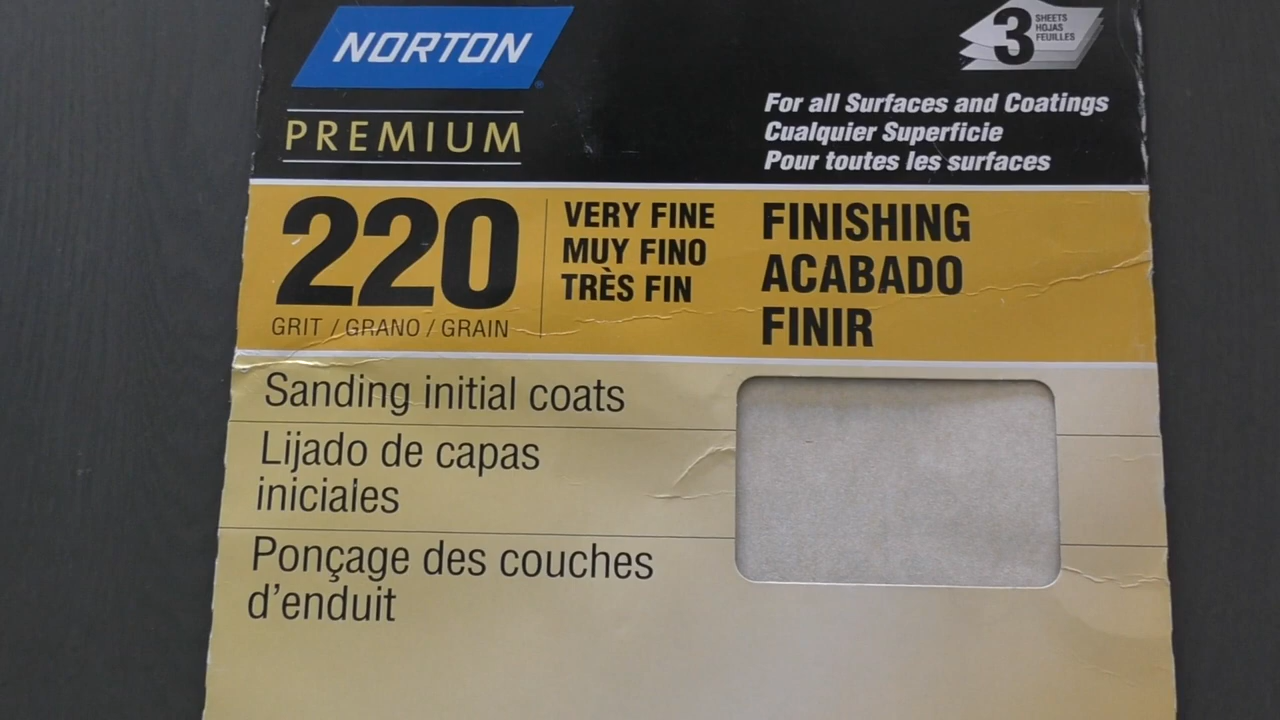 NORTON
PREMIUM
3
SHEETS
HOJAS
FEUILLES
For all Surfaces and Coatings
Cualquier Superficie
Pour toutes les surfaces
220
GRIT / GRANO / GRAIN
VERY FINE
MUY FINO
TRÈS FIN
FINISHING
ACABADO
FINIR
Sanding initial coats
Lijado de capas
iniciales
Ponçage des couches
d'enduit